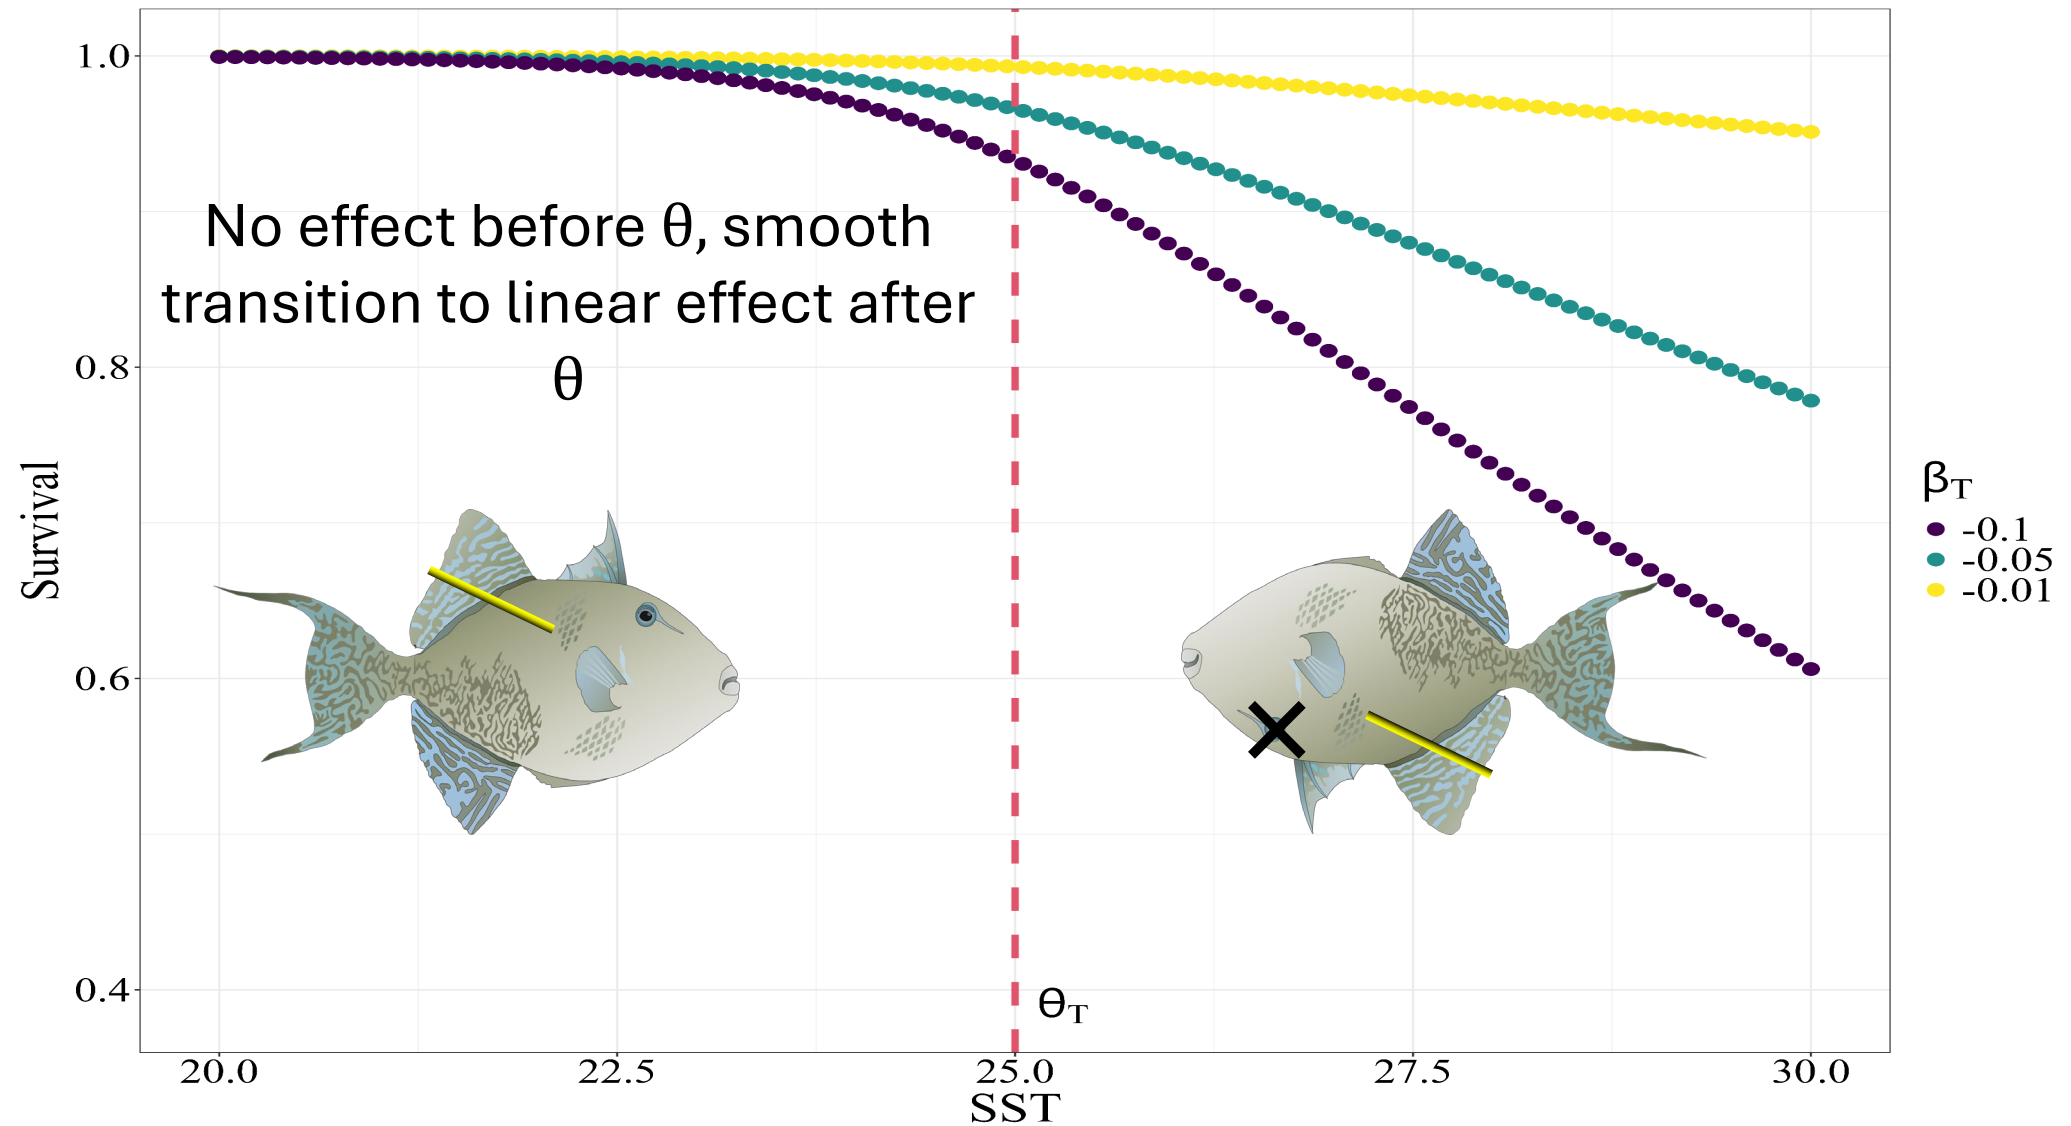 1.0
No effect before θ, smooth
transition to linear effect after
θ
0.8
Survival
0.6
0.4
βT
-0.1
-0.05
-0.01
θT
20.0 22.5 25.0 27.5 30.0
SST